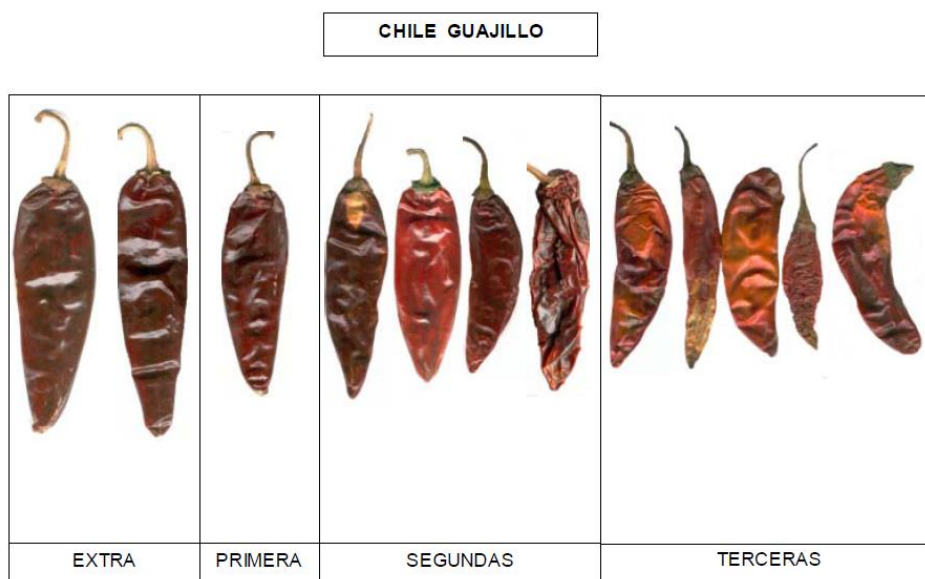 CHILE GUAJILLO
EXTRA
PRIMERA
SEGUNDAS
TERCERAS